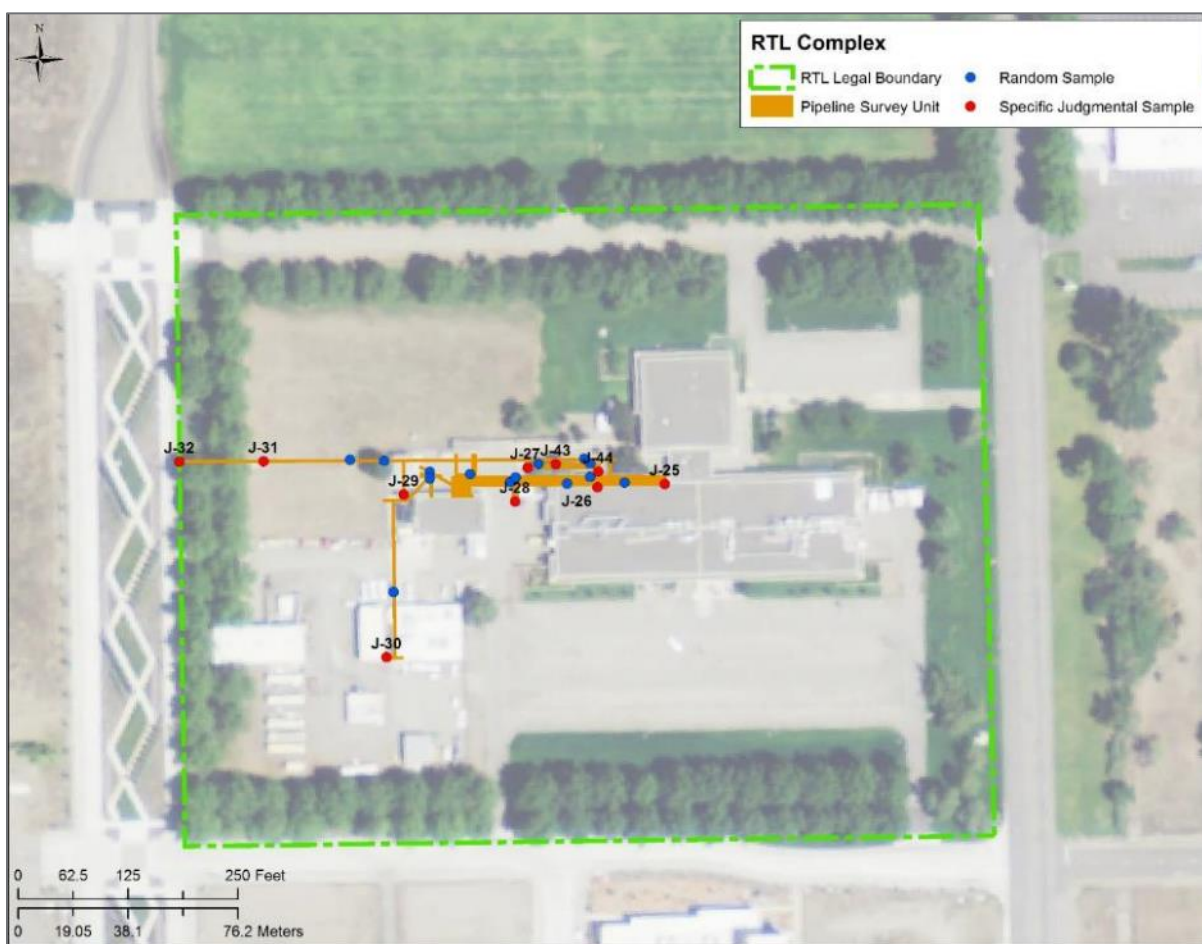 N
RTL Complex
RTL Legal Boundary
Random Sample
Pipeline Survey Unit
Specific Judgmental Sample
J-32
J-31
J-27
J-43
J-44
J-29
J-28
J-26
J-25
J-30
0 62.5 125 250 Feet
0 19.05 38.1 76.2 Meters